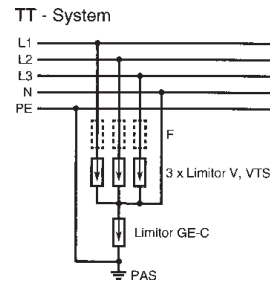 TT - System
L1
L2
L3
N
PE
F
3 x Limitor V, VTS
Limitor GE-C
PAS